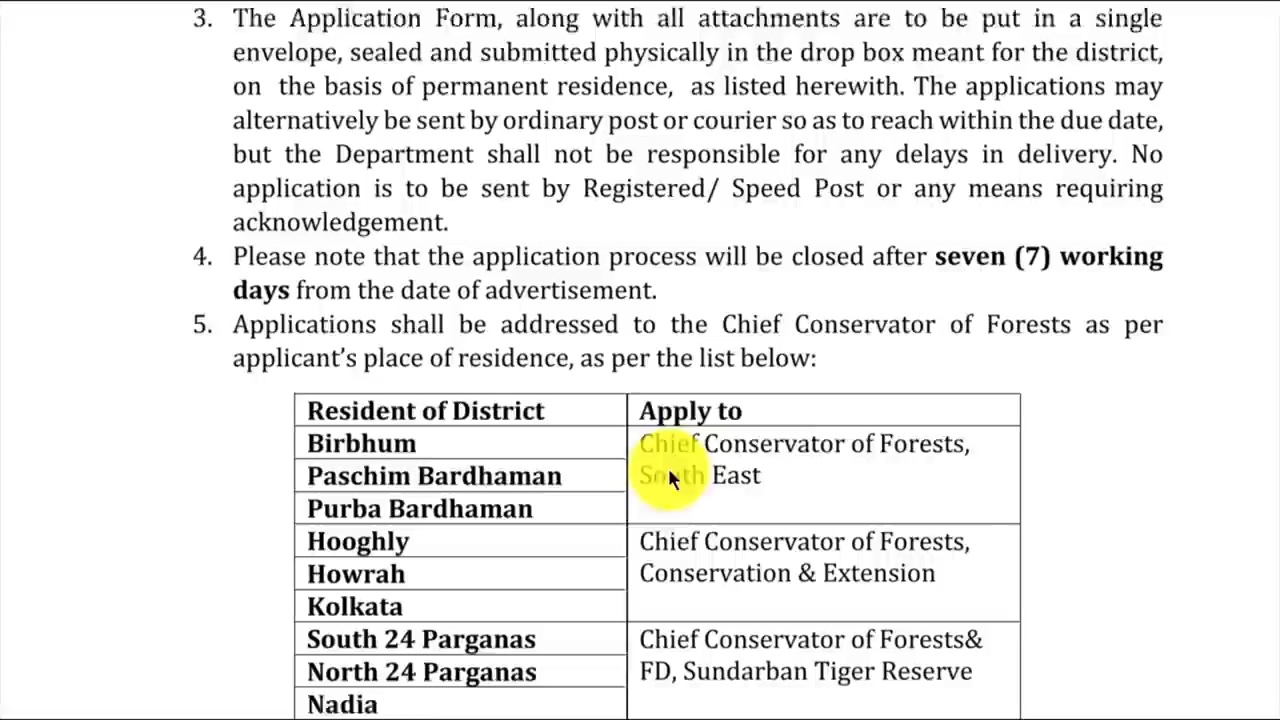 3. The Application Form, along with all attachments are to be put in a single
envelope, sealed and submitted physically in the drop box meant for the district,
on the basis of permanent residence, as listed herewith. The applications may
alternatively be sent by ordinary post or courier so as to reach within the due date,
but the Department shall not be responsible for any delays in delivery. No
application is to be sent by Registered/ Speed Post or any means requiring
acknowledgement.
4. Please note that the application process will be closed after seven (7) working
days from the date of advertisement.
5. Applications shall be addressed to the Chief Conservator of Forests as per
applicant's place of residence, as per the list below:
Resident of District Apply to
Birbhum Chief Conservator of Forests,
Paschim Bardhaman South East
Purba Bardhaman
Hooghly Chief Conservator of Forests,
Howrah Conservation & Extension
Kolkata
South 24 Parganas Chief Conservator of Forests&
North 24 Parganas FD, Sundarban Tiger Reserve
Nadia